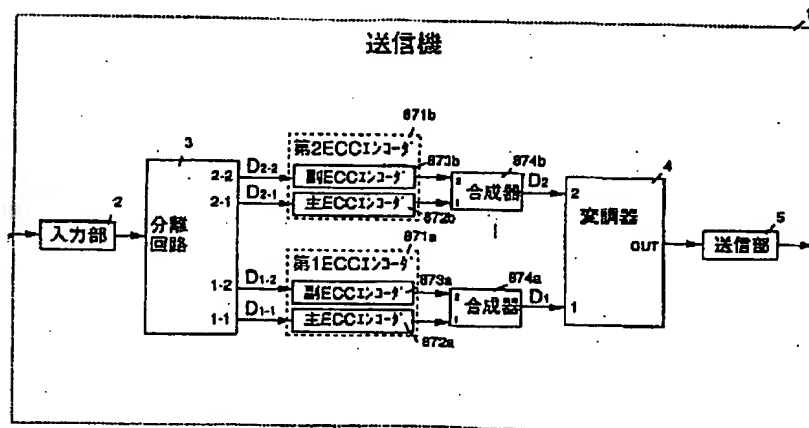 1
送信機
871b
3
第2ECCエンコーダ
873b
874b
4
2-2
D2-2
副ECCエンコーダ
2
D2
2
2-1
D2-1
主ECCエンコーダ
1
合成器
変調器
5
2
872b
入力部
分離
回路
871a
OUT
送信部
第1ECCエンコーダ
873a
874a
1-2
D1-2
副ECCエンコーダ
2
D1
1
1-1
D1-1
主ECCエンコーダ
1
合成器
872a